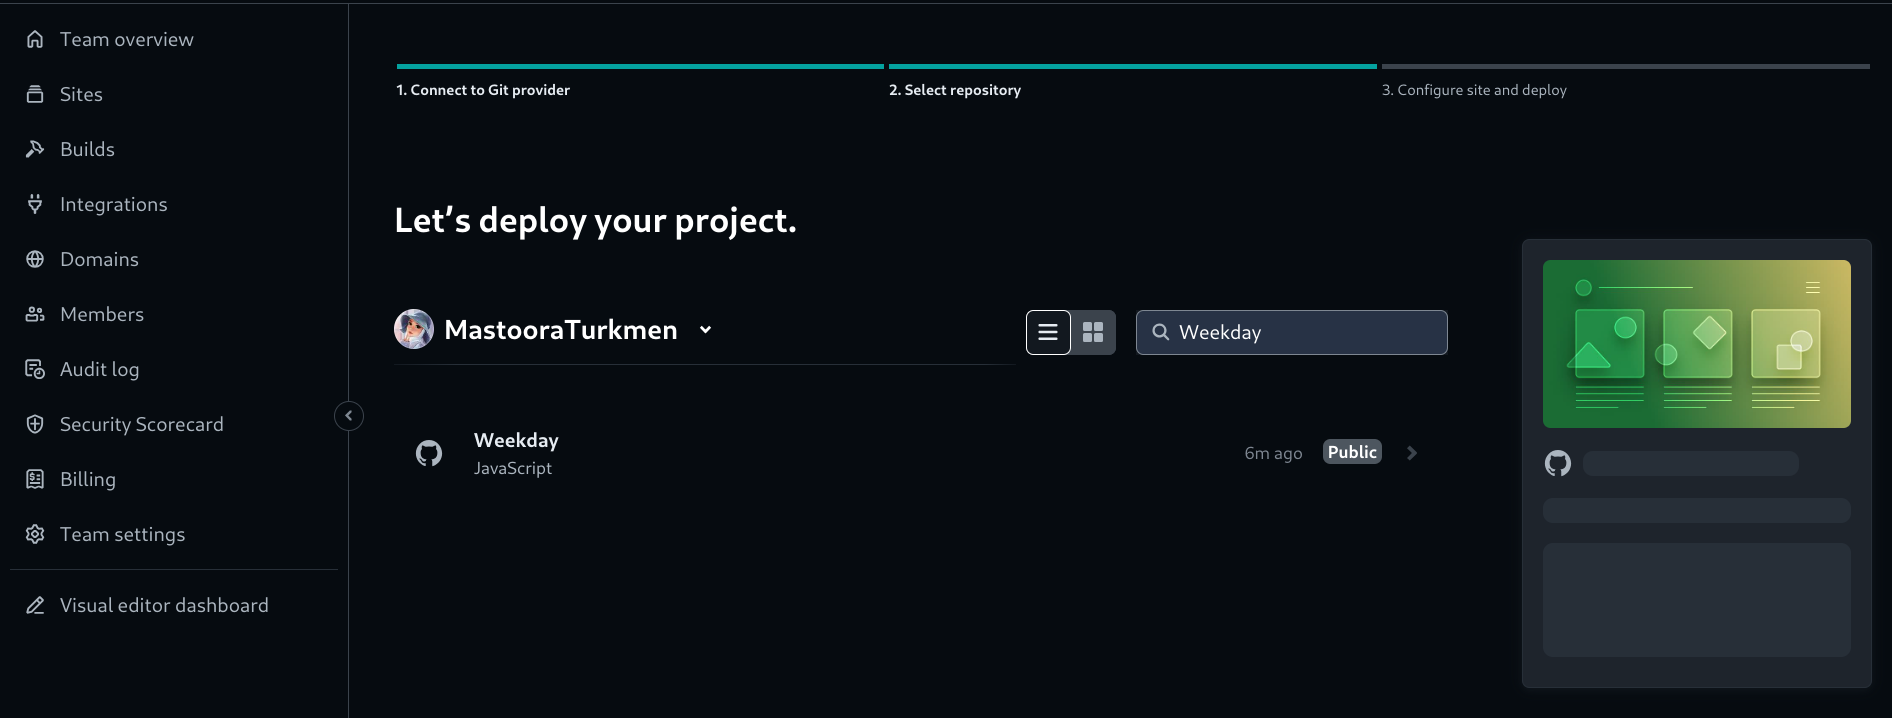 Team overview
Sites
Builds
Integrations
Domains
Members
Audit log
Security Scorecard
Billing
Team settings
Visual editor dashboard
1. Connect to Git provider
2. Select repository
3. Configure site and deploy
Let’s deploy your project.
MastooraTurkmen
Weekday
Weekday
JavaScript
6m ago
Public